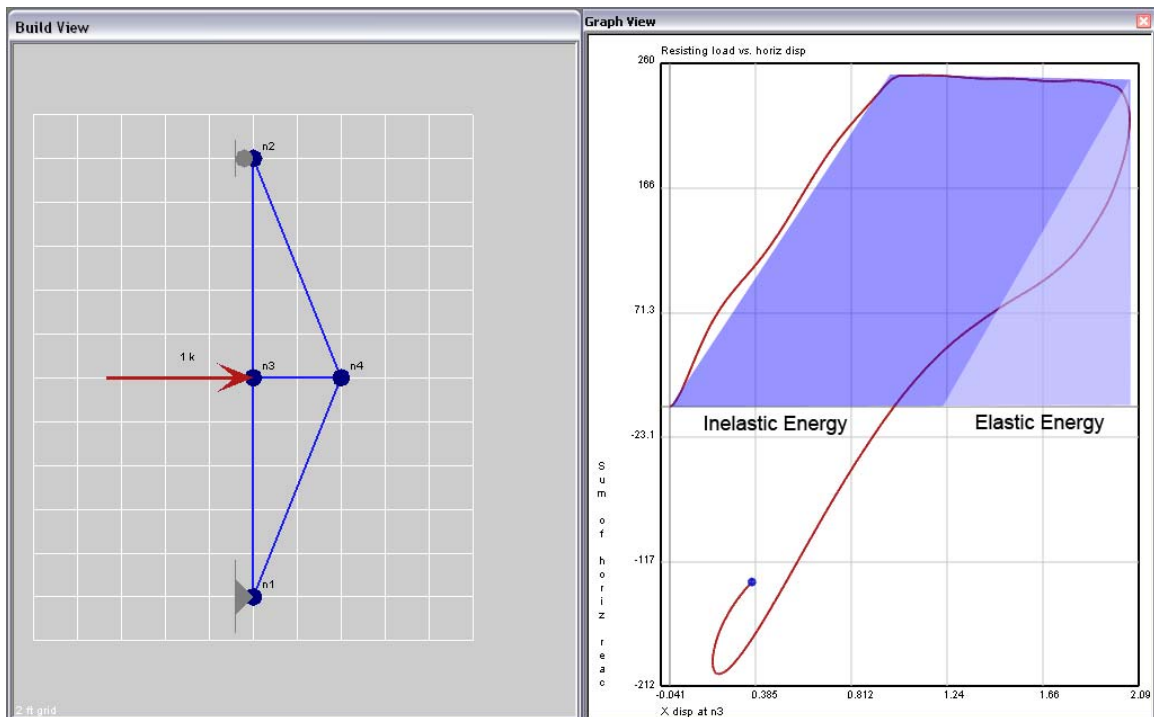 Build View
n2
1 k
n3
n4
n1
2 ft grid
Graph View
Resisting load vs. horiz disp
260
166
71.3
-23.1
-117
-212
Inelastic Energy
Elastic Energy
Sum of horiz reac
-0.041 0.385 0.812 1.24 1.66 2.09
X disp at n3